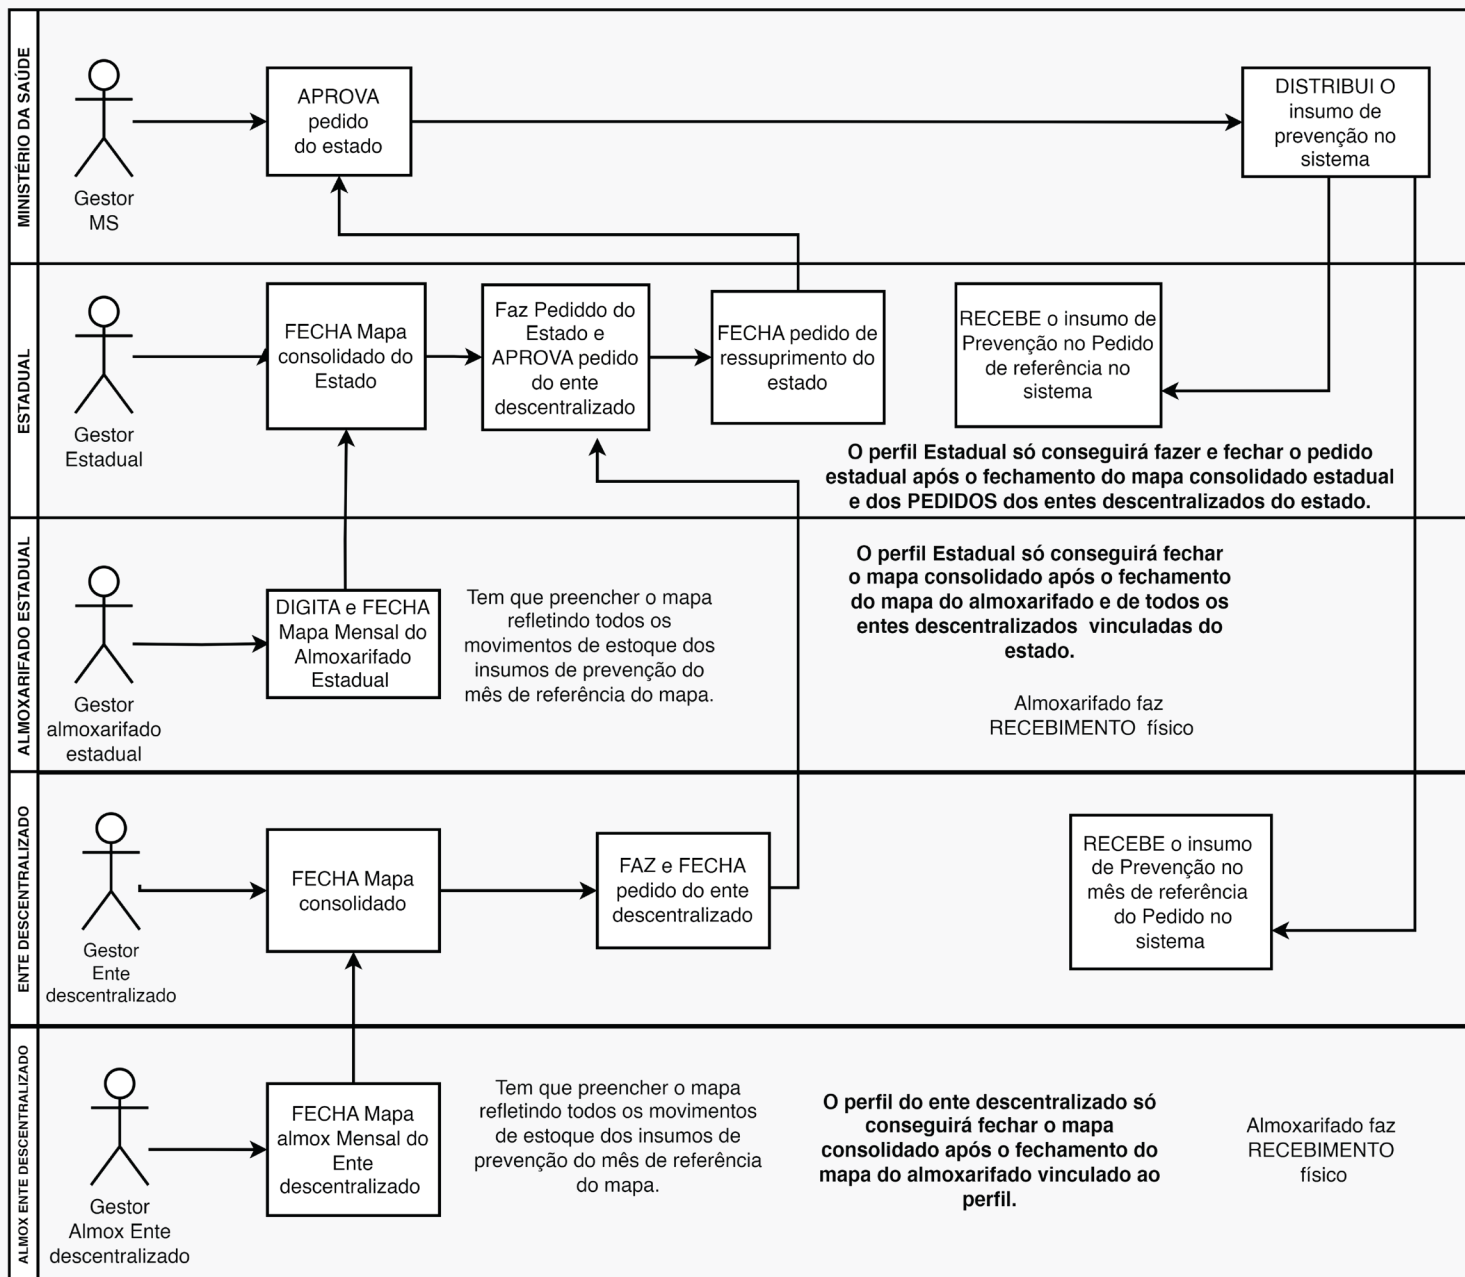 MINISTÉRIO DA SAÚDE
Gestor
MS
APROVA
pedido
do estado
DISTRIBUI O
insumo de
prevenção no
sistema
ESTADUAL
Gestor
Estadual
FECHA Mapa
consolidado do
Estado
Faz Pediddo do
Estado e
APROVA pedido
do ente
descentralizado
FECHA pedido de
ressuprimento do
estado
RECEBE o insumo de
Prevenção no Pedido
de referência no
sistema
O perfil Estadual só conseguirá fazer e fechar o pedido
estadual após o fechamento do mapa consolidado estadual
e dos PEDIDOS dos entes descentralizados do estado.
ALMOXARIFADO ESTADUAL
Gestor
almoxarifado
estadual
DIGITA e FECHA
Mapa Mensal do
Almoxarifado
Estadual
Tem que preencher o mapa
refletindo todos os
movimentos de estoque dos
insumos de prevenção do
mês de referência do mapa.
O perfil Estadual só conseguirá fechar
o mapa consolidado após o fechamento
do mapa do almoxarifado e de todos os
entes descentralizados vinculadas do
estado.
Almoxarifado faz
RECEBIMENTO físico
ENTE DESCENTRALIZADO
Gestor
Ente
descentralizado
FECHA Mapa
consolidado
FAZ e FECHA
pedido do ente
descentralizado
RECEBE o insumo
de Prevenção no
mês de referência
do Pedido no
sistema
ALMOX ENTE DESCENTRALIZADO
Gestor
Almox Ente
descentralizado
FECHA Mapa
almox Mensal do
Ente
descentralizado
Tem que preencher o mapa
refletindo todos os movimentos
de estoque dos insumos de
prevenção do mês de referência
do mapa.
O perfil do ente descentralizado só
conseguirá fechar o mapa
consolidado após o fechamento do
mapa do almoxarifado vinculado ao
perfil.
Almoxarifado faz
RECEBIMENTO
físico